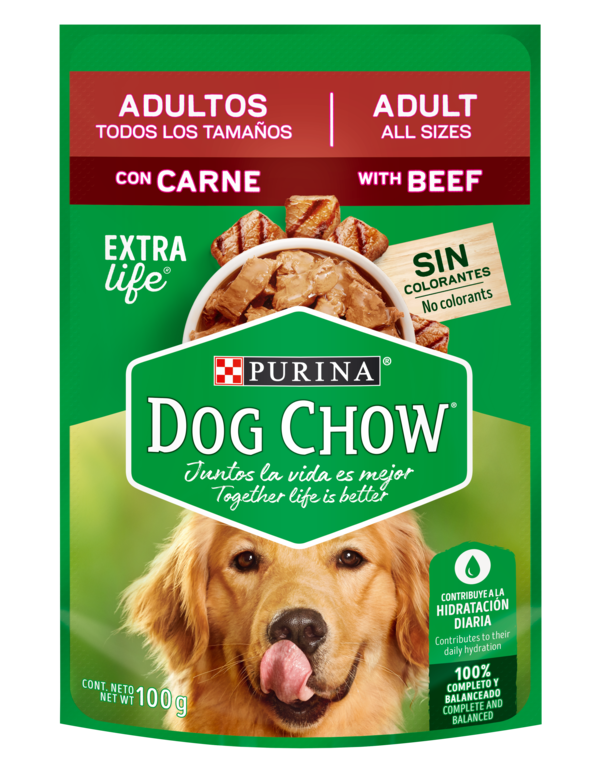 ADULTOS
TODOS LOS TAMAÑOS
ADULT
ALL SIZES
CON CARNE
WITH BEEF
EXTRA
life®
SIN
COLORANTES
No colorants
PURINA®
DOG CHOW®
Juntos la vida es mejor
Together life is better
CONTRIBUYE A LA
HIDRATACIÓN
DIARIA
Contributes to their
daily hydration
100%
COMPLETO Y
BALANCEADO
COMPLETE AND
BALANCED
CONT. NETO
NET WT 100g